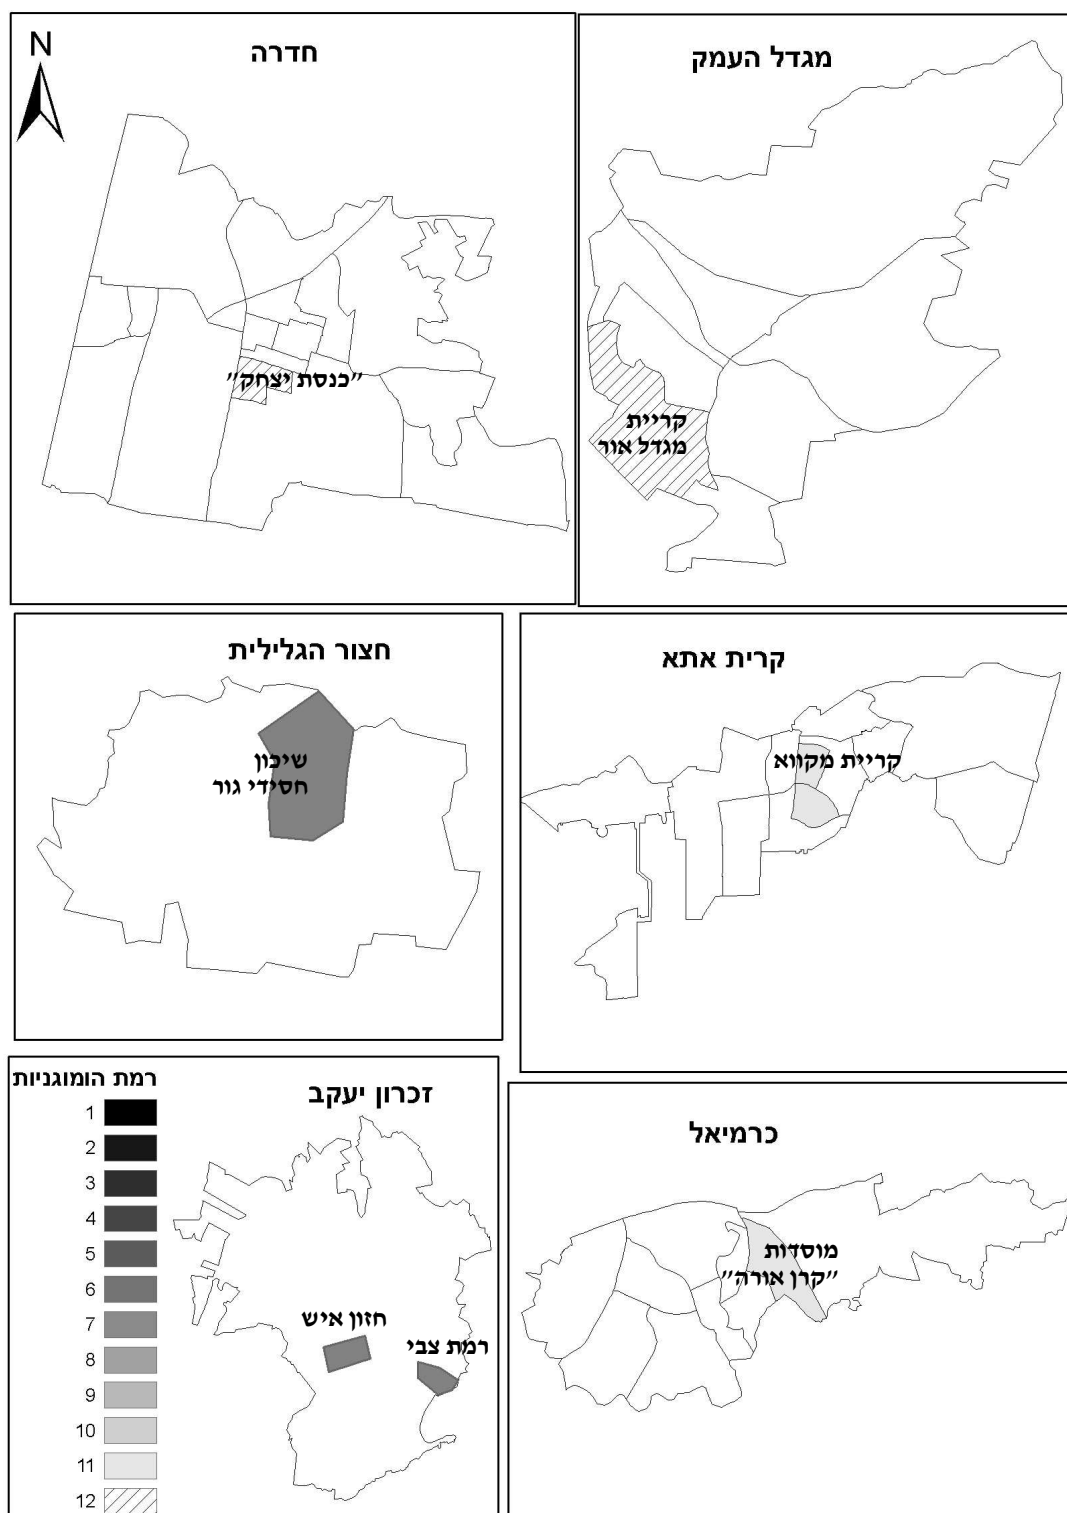 N
חדרה
"כנסת יצחק"
מגדל העמק
קריית
מגדל אור
חצור הגלילית
שיכון
חסידי גור
קרית אתא
קריית מקווא
זכרון יעקב
רמת הומוגניות
1
2
3
4
5
6
7
8
9
10
11
12
חזון איש
רמת צבי
כרמיאל
מוסדות
"קרן אורה"